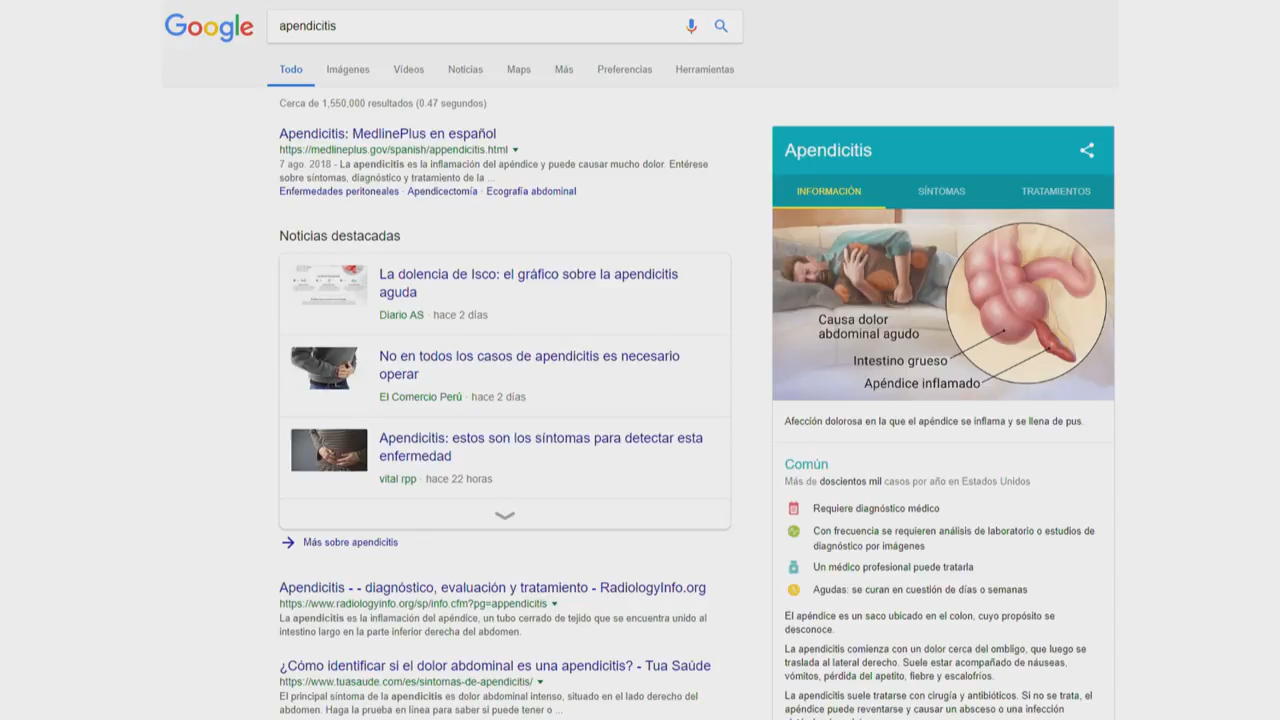 Google
apendicitis
Todo Imágenes Vídeos Noticias Maps Más Preferencias Herramientas
Cerca de 1,550,000 resultados (0.47 segundos)
Apendicitis: MedlinePlus en español
https://medlineplus.gov/spanish/appendicitis.html
7 ago. 2018 - La apendicitis es la inflamación del apéndice y puede causar mucho dolor. Entérese
sobre síntomas, diagnóstico y tratamiento de la ...
Enfermedades peritoneales · Apendicectomía · Ecografía abdominal
Noticias destacadas
La dolencia de Isco: el gráfico sobre la apendicitis
aguda
Diario AS · hace 2 días
No en todos los casos de apendicitis es necesario
operar
El Comercio Perú · hace 2 días
Apendicitis: estos son los síntomas para detectar esta
enfermedad
vital rpp · hace 22 horas
Más sobre apendicitis
Apendicitis - - diagnóstico, evaluación y tratamiento - RadiologyInfo.org
https://www.radiologyinfo.org/sp/info.cfm?pg=appendicitis
La apendicitis es la inflamación del apéndice, un tubo cerrado de tejido que se encuentra unido al
intestino largo en la parte inferior derecha del abdomen.
¿Cómo identificar si el dolor abdominal es una apendicitis? - Tua Saúde
https://www.tuasaude.com/es/sintomas-de-apendicitis/
El principal síntoma de la apendicitis es dolor abdominal intenso, situado en el lado derecho del
abdomen. Haga la prueba en línea para saber si puede tener o ...
Apendicitis
INFORMACIÓN SÍNTOMAS TRATAMIENTOS
Causa dolor
abdominal agudo
Intestino grueso
Apéndice inflamado
Afección dolorosa en la que el apéndice se inflama y se llena de pus.
Común
Más de doscientos mil casos por año en Estados Unidos
Requiere diagnóstico médico
Con frecuencia se requieren análisis de laboratorio o estudios de
diagnóstico por imágenes
Un médico profesional puede tratarla
Agudas: se curan en cuestión de días o semanas
El apéndice es un saco ubicado en el colon, cuyo propósito se
desconoce.
La apendicitis comienza con un dolor cerca del ombligo, que luego se
traslada al lateral derecho. Suele estar acompañado de náuseas,
vómitos, pérdida del apetito, fiebre y escalofríos.
La apendicitis suele tratarse con cirugía y antibióticos. Si no se trata, el
apéndice puede reventarse y causar un absceso o una infección